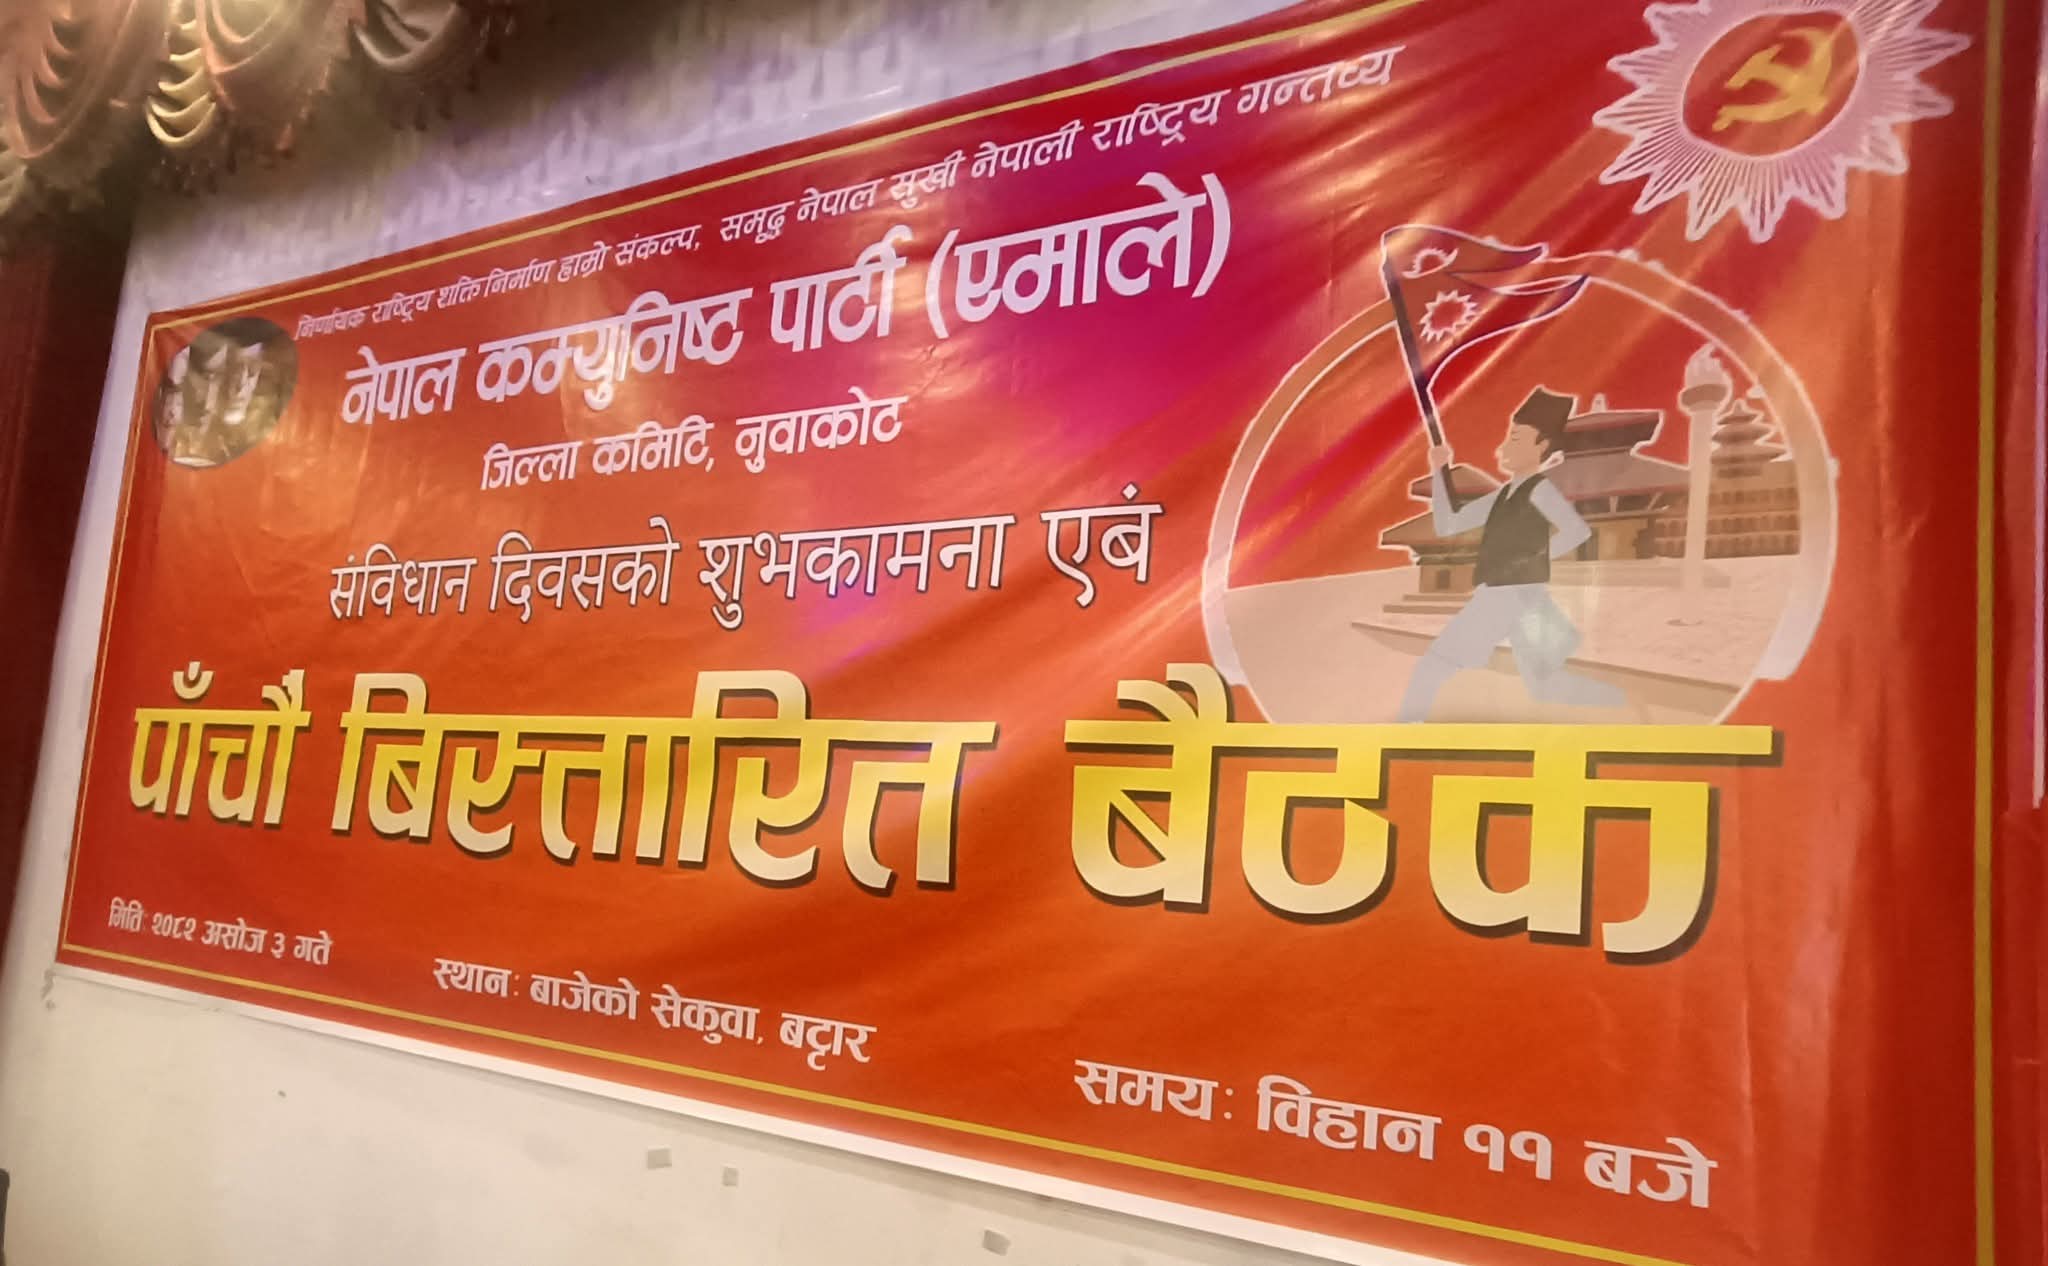 निर्णायक राष्ट्रिय शक्ति निर्माण हाम्रो संकल्प, समृद्ध नेपाल सुखी नेपाली राष्ट्रिय गन्तव्य
नेपाल कम्युनिष्ट पार्टी (एमाले)
जिल्ला कमिटि, नुवाकोट
संविधान दिवसको शुभकामना एबं
पाँचौ बिस्तारित बैठक
मिति: २०८२ असोज ३ गते
स्थान: बाजेको सेकुवा, बट्टार
समय: विहान ११ बजे